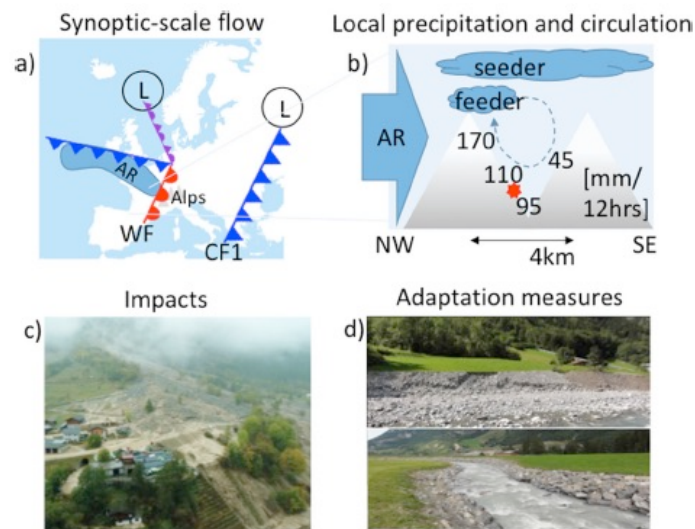 Synoptic-scale flow
a)
L
L
AR
Alps
WF
CF1
Local precipitation and circulation
b)
seeder
feeder
AR
170
110
45
95
[mm/
12hrs]
NW
SE
4km
Impacts
c)
Adaptation measures
d)